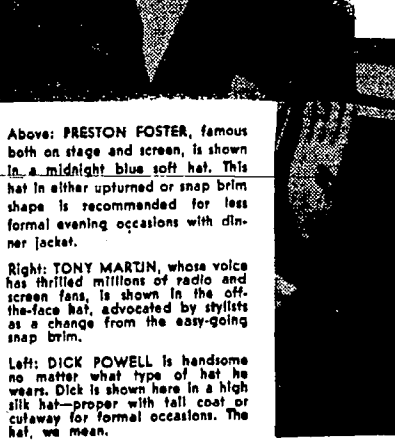 Above: PRESTON FOSTER, famous
both on stage and screen, is shown
in a midnight blue soft hat. This
hat in either upturned or snap brim
shape is recommended for less
formal evening occasions with din-
ner jacket.
Right: TONY MARTIN, whose voice
has thrilled millions of radio and
screen fans, is shown in the off-
the-face hat, advocated by stylists
as a change from the easy-going
snap brim.
Left: DICK POWELL is handsome
no matter what type of hat he
wears. Dick is shown here in a high
silk hat—proper with tail coat or
cutaway for formal occasions. The
hat, we mean.